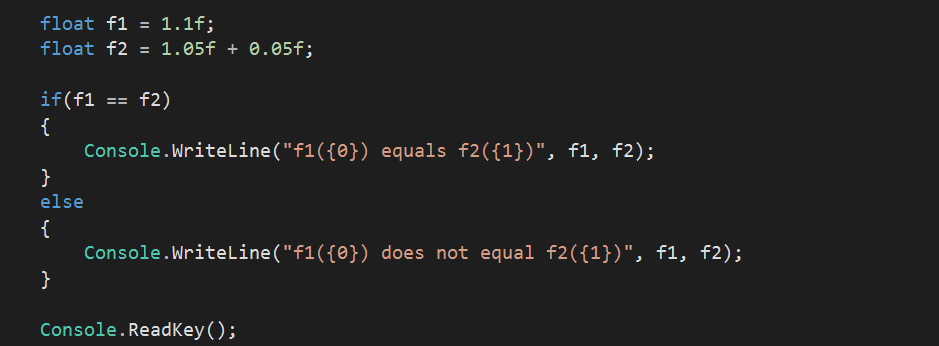 float f1 = 1.1f;
float f2 = 1.05f + 0.05f;
if(f1 == f2)
{
Console.WriteLine("f1({0}) equals f2({1})", f1, f2);
}
else
{
Console.WriteLine("f1({0}) does not equal f2({1})", f1, f2);
}
Console.ReadKey();